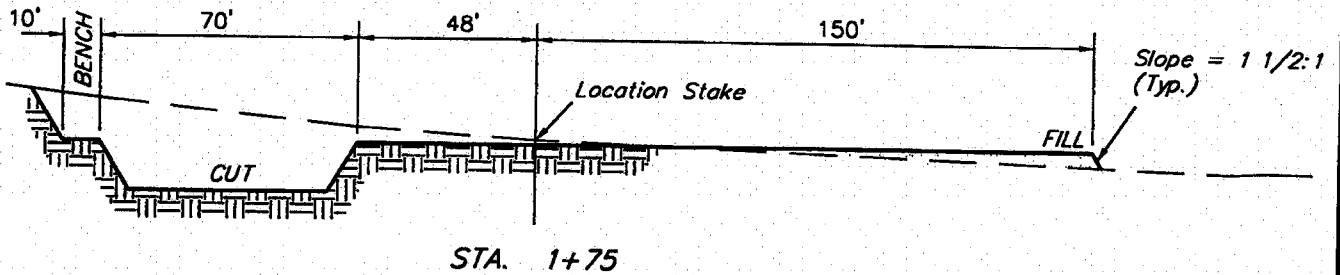 10'
BENCH
70'
48'
150'
Slope = 1 1/2:1
(Typ.)
Location Stake
FILL
CUT
STA. 1+75